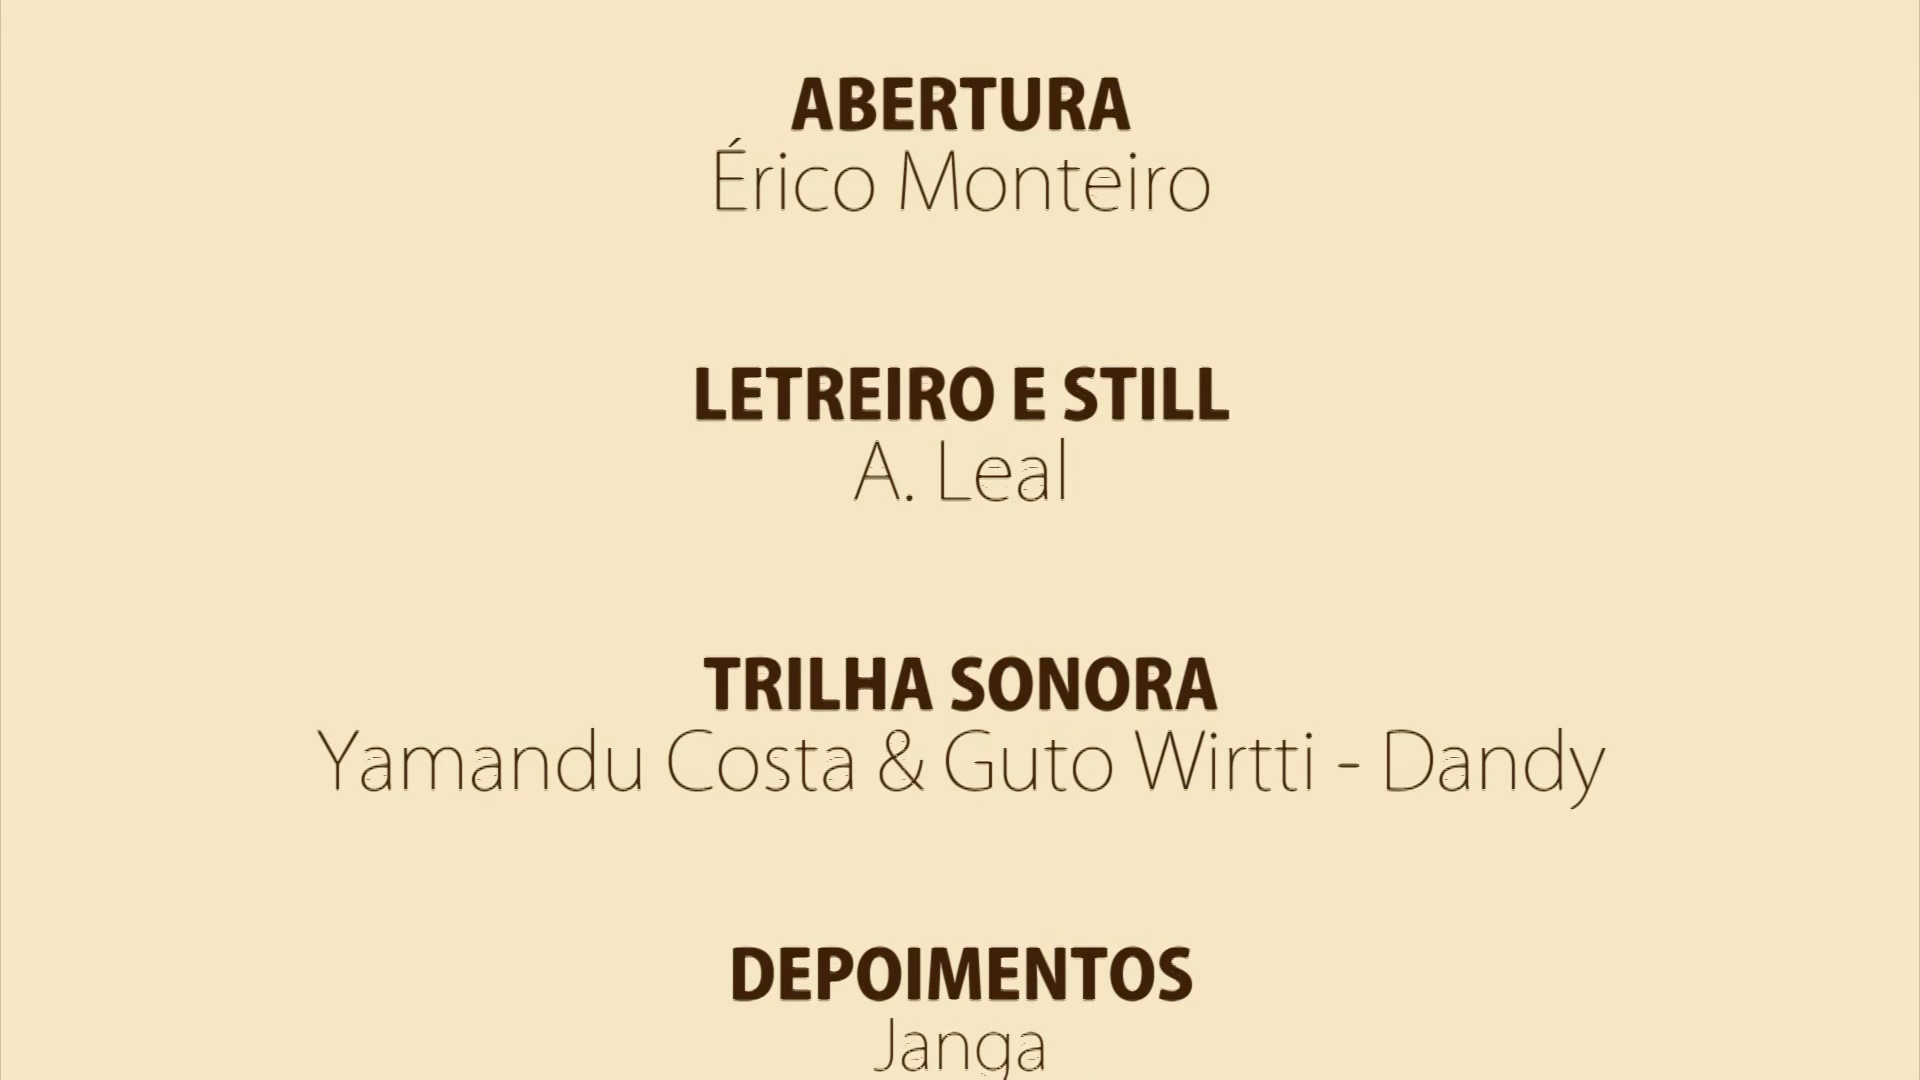 ABERTURA
Érico Monteiro
LETREIRO E STILL
A. Leal
TRILHA SONORA
Yamandu Costa & Guto Wirtti - Dandy
DEPOIMENTOS
Janga